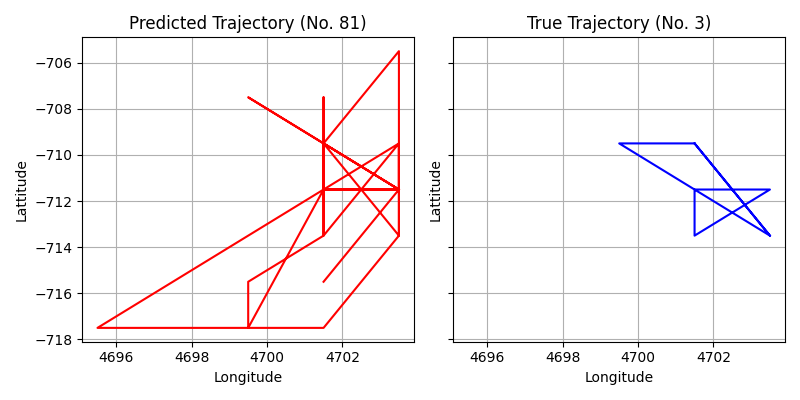 Predicted Trajectory (No. 81)
True Trajectory (No. 3)
Lattitude
−706
−708
−710
−712
−714
−716
−718
4696
4698
4700
4702
Longitude
Lattitude
4696
4698
4700
4702
Longitude